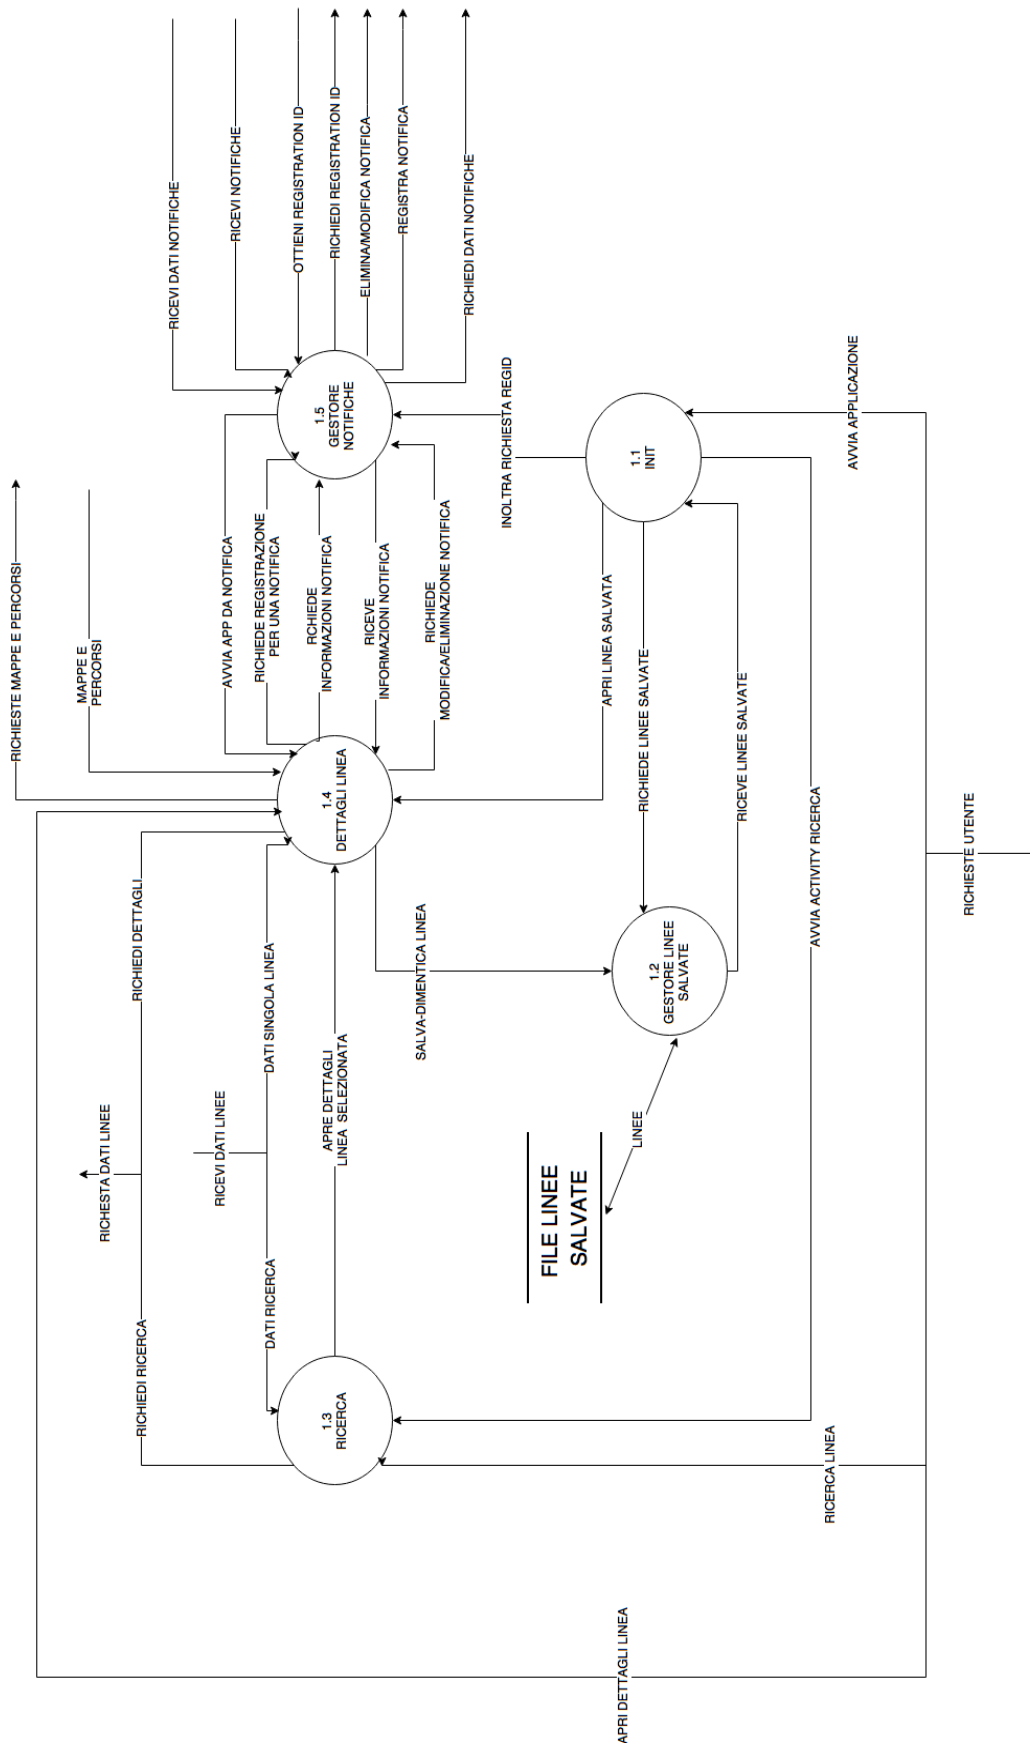 RICHIESTE MAPPE E PERCORSI
MAPPE E
PERCORSI
RICHIEDI DETTAGLI
RICHESTA DATI LINEE
RICHIEDI RICERCA
RICEVI DATI LINEE
DATI SINGOLA LINEA
DATI RICERCA
RICEVI DATI NOTIFICHE
RICEVI NOTIFICHE
OTTIENI REGISTRATION ID
RICHIEDI REGISTRATION ID
ELIMINA/MODIFICA NOTIFICA
REGISTRA NOTIFICA
RICHIEDI DATI NOTIFICHE
AVVIA APP DA NOTIFICA
RICHIEDE REGISTRAZIONE
PER UNA NOTIFICA
RCHIEDE
INFORMAZIONI NOTIFICA
RICEVE
INFORMAZIONI NOTIFICA
RICHIEDE
MODIFICA/ELIMINAZIONE NOTIFICA
1.3
RICERCA
APRE DETTAGLI
LINEA SELEZIONATA
1.4
DETTAGLI LINEA
1.5
GESTORE
NOTIFICHE
SALVA-DIMENTICA LINEA
INOLTRA RICHIESTA REGID
FILE LINEE
SALVATE
LINEE
1.2
GESTORE LINEE
SALVATE
APRI LINEA SALVATA
RICHIEDE LINEE SALVATE
RICEVE LINEE SALVATE
1.1
INIT
AVVIA ACTIVITY RICERCA
AVVIA APPLICAZIONE
RICERCA LINEA
APRI DETTAGLI LINEA
RICHIESTE UTENTE